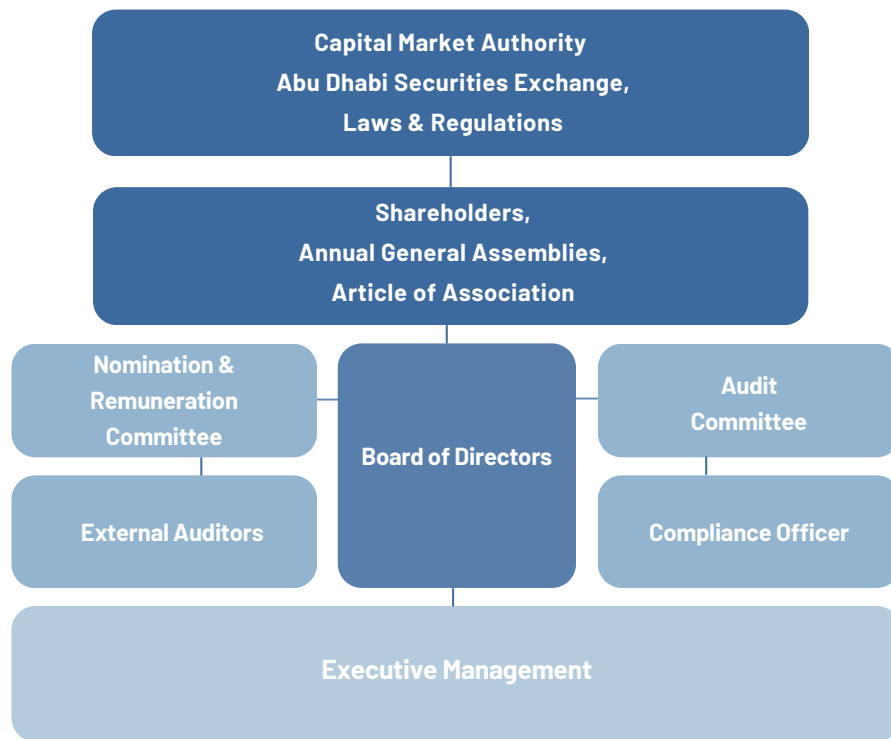 Capital Market Authority
Abu Dhabi Securities Exchange,
Laws & Regulations
Shareholders,
Annual General Assemblies,
Article of Association
Nomination &
Remuneration
Committee
Board of Directors
Audit
Committee
External Auditors
Compliance Officer
Executive Management